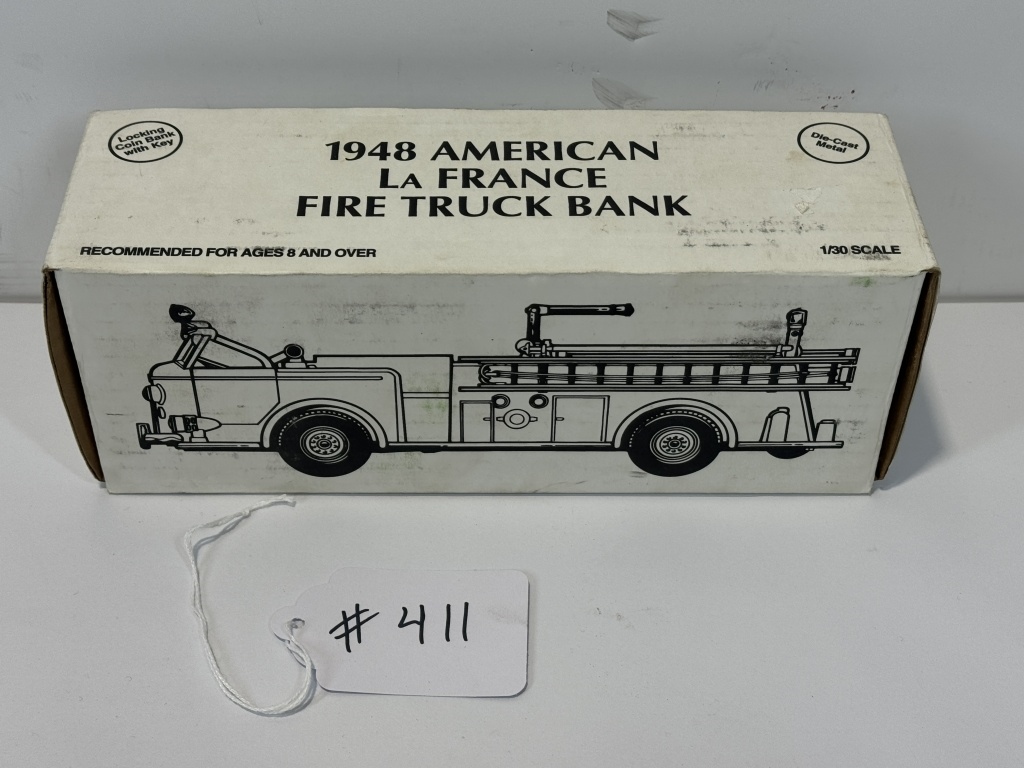 Locking
Coin Bank
with Key
1948 AMERICAN
LA FRANCE
FIRE TRUCK BANK
Die-Cast
Metal
RECOMMENDED FOR AGES 8 AND OVER
1/30 SCALE
# 411